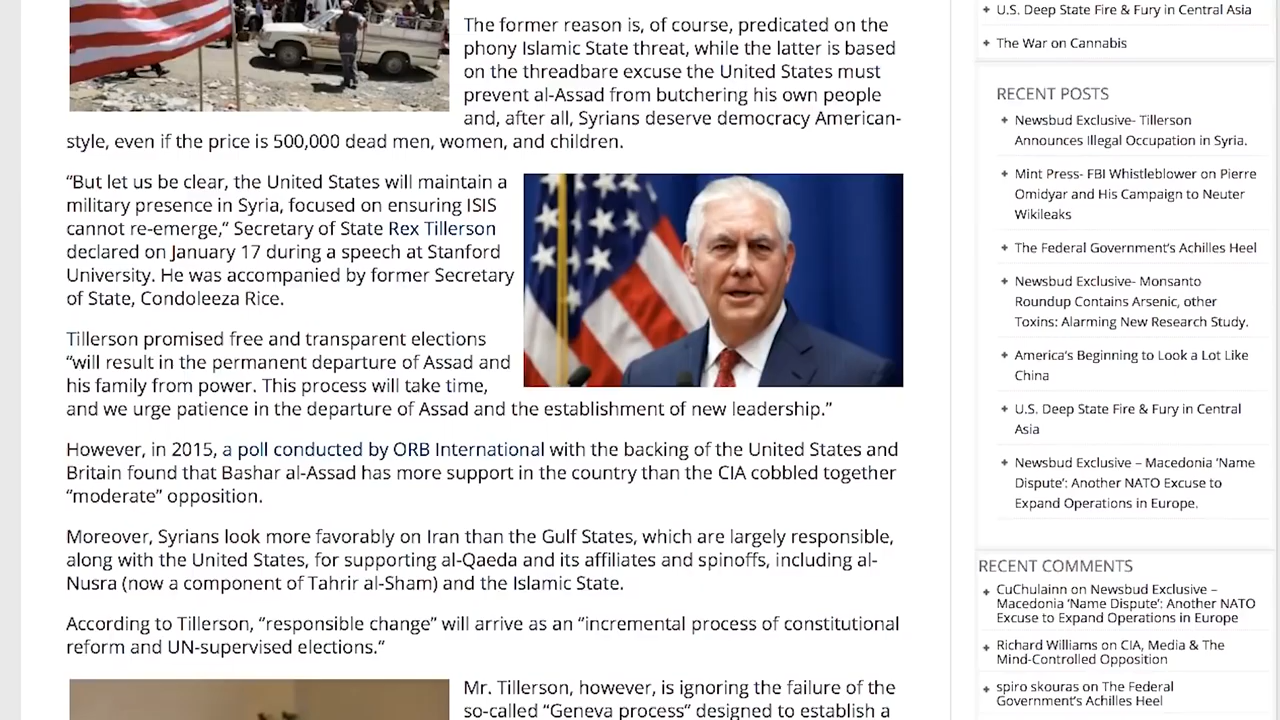 The former reason is, of course, predicated on the
phony Islamic State threat, while the latter is based
on the threadbare excuse the United States must
prevent al-Assad from butchering his own people
and, after all, Syrians deserve democracy American-
style, even if the price is 500,000 dead men, women, and children.
“But let us be clear, the United States will maintain a
military presence in Syria, focused on ensuring ISIS
cannot re-emerge,“ Secretary of State Rex Tillerson
declared on January 17 during a speech at Stanford
University. He was accompanied by former Secretary
of State, Condoleeza Rice.
Tillerson promised free and transparent elections
“will result in the permanent departure of Assad and
his family from power. This process will take time,
and we urge patience in the departure of Assad and the establishment of new leadership.”
However, in 2015, a poll conducted by ORB International with the backing of the United States and
Britain found that Bashar al-Assad has more support in the country than the CIA cobbled together
“moderate” opposition.
Moreover, Syrians look more favorably on Iran than the Gulf States, which are largely responsible,
along with the United States, for supporting al-Qaeda and its affiliates and spinoffs, including al-
Nusra (now a component of Tahrir al-Sham) and the Islamic State.
According to Tillerson, “responsible change” will arrive as an “incremental process of constitutional
reform and UN-supervised elections.“
Mr. Tillerson, however, is ignoring the failure of the
so-called “Geneva process” designed to establish a
U.S. Deep State Fire & Fury in Central Asia
The War on Cannabis
RECENT POSTS
Newsbud Exclusive- Tillerson
Announces Illegal Occupation in Syria.
Mint Press- FBI Whistleblower on Pierre
Omidyar and His Campaign to Neuter
Wikileaks
The Federal Government’s Achilles Heel
Newsbud Exclusive- Monsanto
Roundup Contains Arsenic, other
Toxins: Alarming New Research Study.
America’s Beginning to Look a Lot Like
China
U.S. Deep State Fire & Fury in Central
Asia
Newsbud Exclusive – Macedonia ‘Name
Dispute’: Another NATO Excuse to
Expand Operations in Europe.
RECENT COMMENTS
CuChulainn on Newsbud Exclusive –
Macedonia ‘Name Dispute’: Another NATO
Excuse to Expand Operations in Europe
Richard Williams on CIA, Media & The
Mind-Controlled Opposition
spiro skouras on The Federal
Government’s Achilles Heel